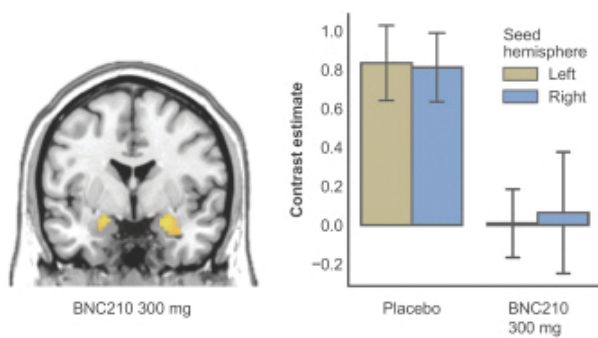 BNC210 300 mg
Contrast estimate
1.0
0.8
0.6
0.4
0.2
0.0
−0.2
Seed
hemisphere
Left
Right
Placebo
BNC210
300 mg